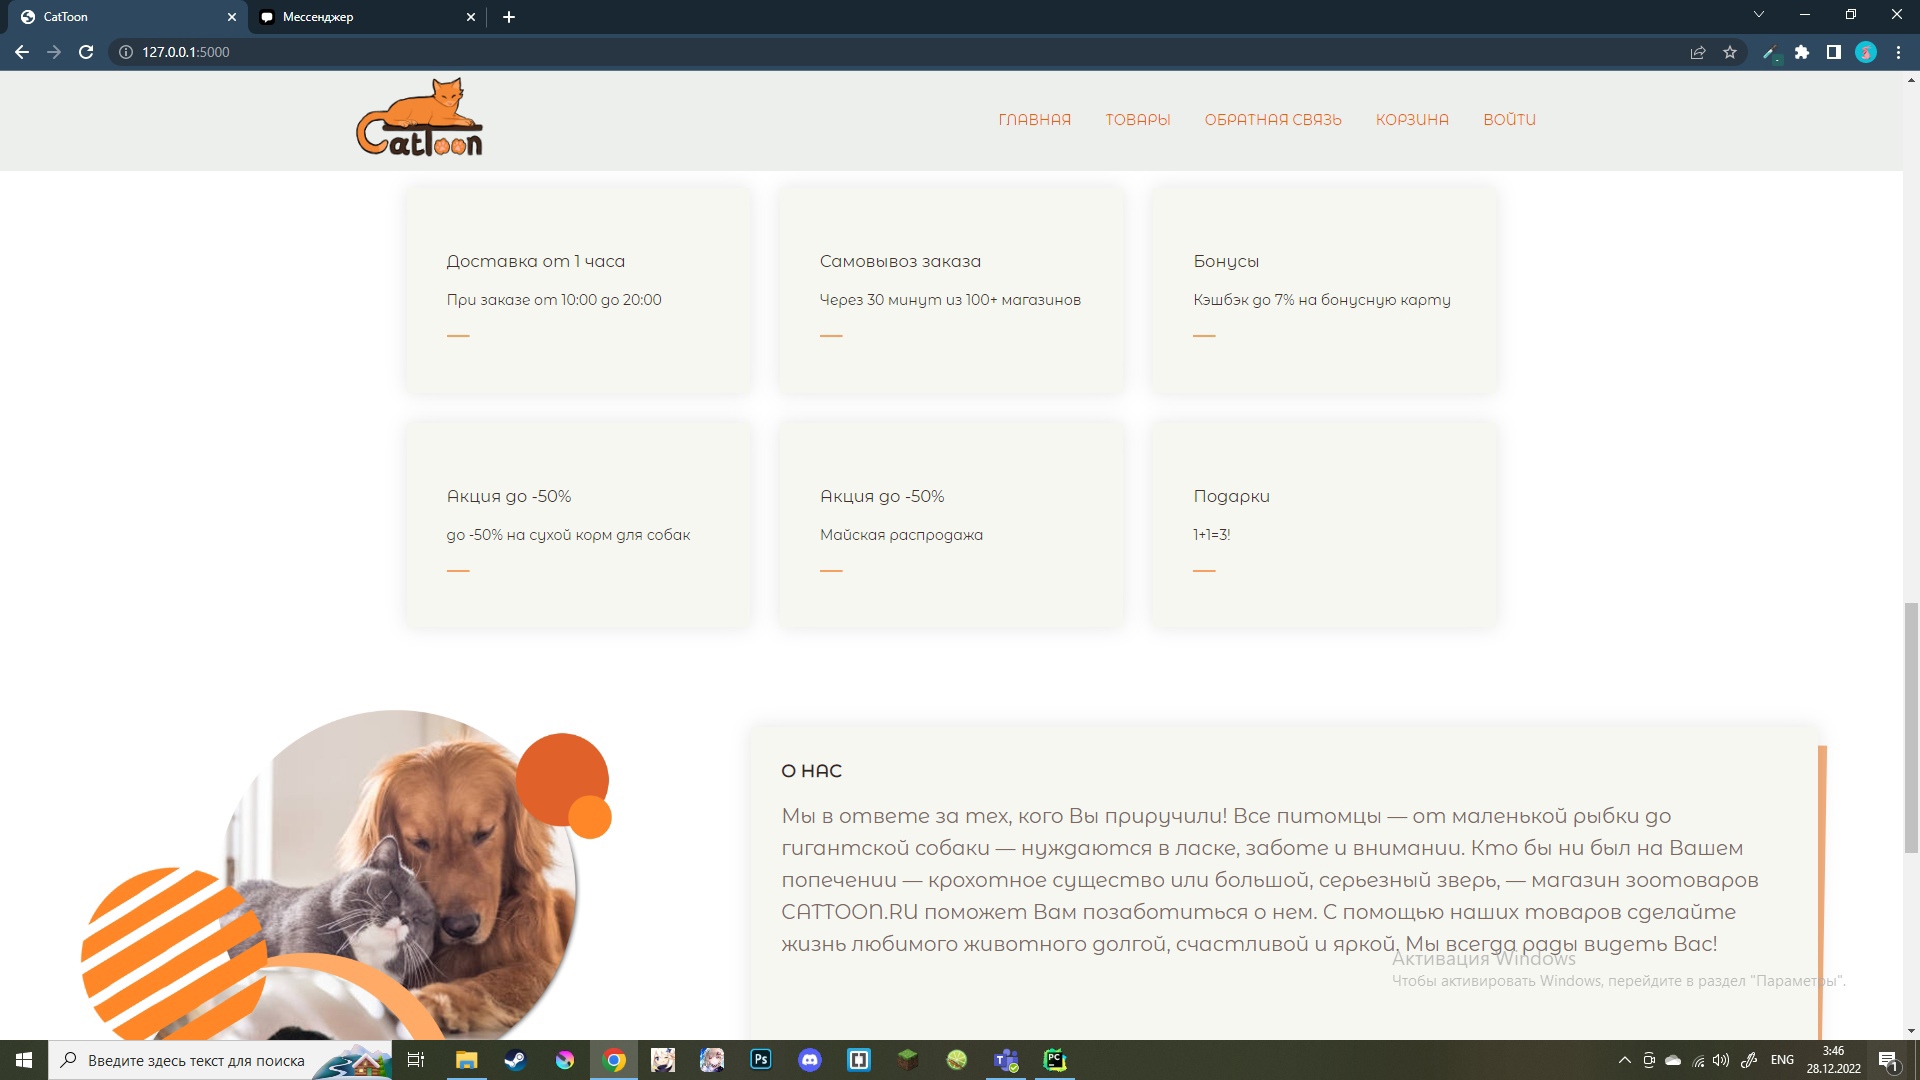 CatToon
Мессенджер
127.0.0.1:5000
CatToon
ГЛАВНАЯ ТОВАРЫ ОБРАТНАЯ СВЯЗЬ КОРЗИНА ВОЙТИ
Доставка от 1 часа
При заказе от 10:00 до 20:00
Самовывоз заказа
Через 30 минут из 100+ магазинов
Бонусы
Кэшбэк до 7% на бонусную карту
Акция до -50%
до -50% на сухой корм для собак
Акция до -50%
Майская распродажа
Подарки
1+1=3!
О НАС
Мы в ответе за тех, кого Вы приручили! Все питомцы — от маленькой рыбки до
гигантской собаки — нуждаются в ласке, заботе и внимании. Кто бы ни был на Вашем
попечении — крохотное существо или большой, серьезный зверь, — магазин зоотоваров
CATTOON.RU поможет Вам позаботиться о нем. С помощью наших товаров сделайте
жизнь любимого животного долгой, счастливой и яркой. Мы всегда рады видеть Вас!
Активация Windows
Чтобы активировать Windows, перейдите в раздел "Параметры".
Введите здесь текст для поиска
Ps
T
PC
ENG
3:46
28.12.2022
1